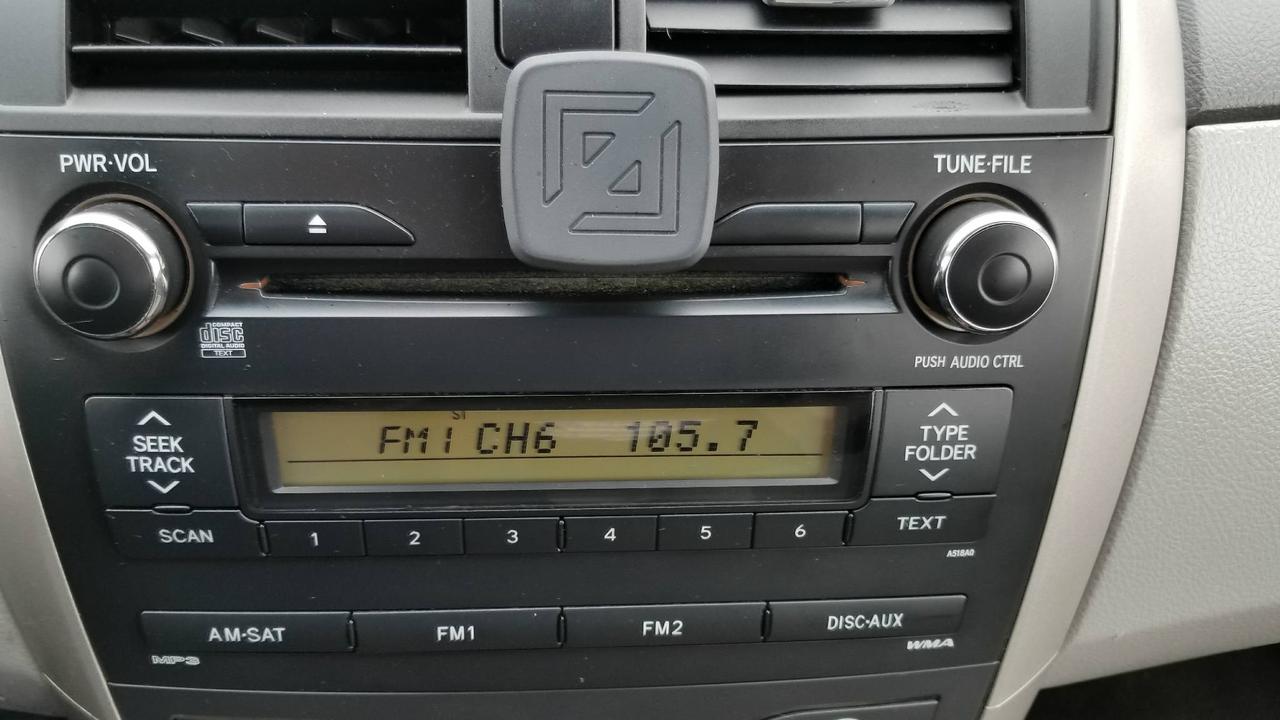 PWR·VOL
TUNE·FILE
COMPACT
disc
DIGITAL AUDIO
TEXT
PUSH AUDIO CTRL
SEEK
TRACK
ST
FM1 CH6 105.7
TYPE
FOLDER
SCAN
1
2
3
4
5
6
TEXT
A518A0
AM·SAT
FM1
FM2
DISC·AUX
MP3
WMA